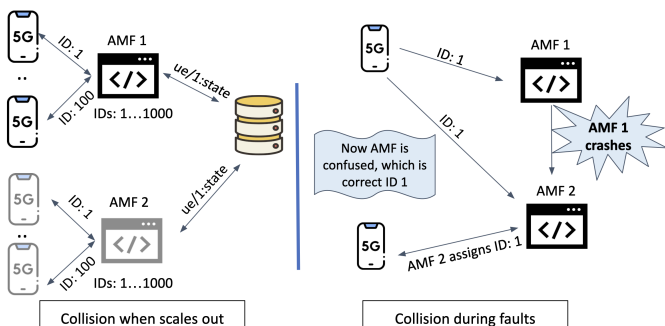 5G
ID: 1
AMF 1
</>
ue/1:state
..
5G
ID: 100
IDs: 1...1000
5G
ID: 1
AMF 2
</>
ue/1:state
..
5G
ID: 100
IDs: 1...1000
Collision when scales out
5G
ID: 1
AMF 1
</>
ID: 1
AMF 1
crashes
Now AMF is
confused, which is
correct ID 1
AMF 2
</>
5G
AMF 2 assigns ID: 1
Collision during faults